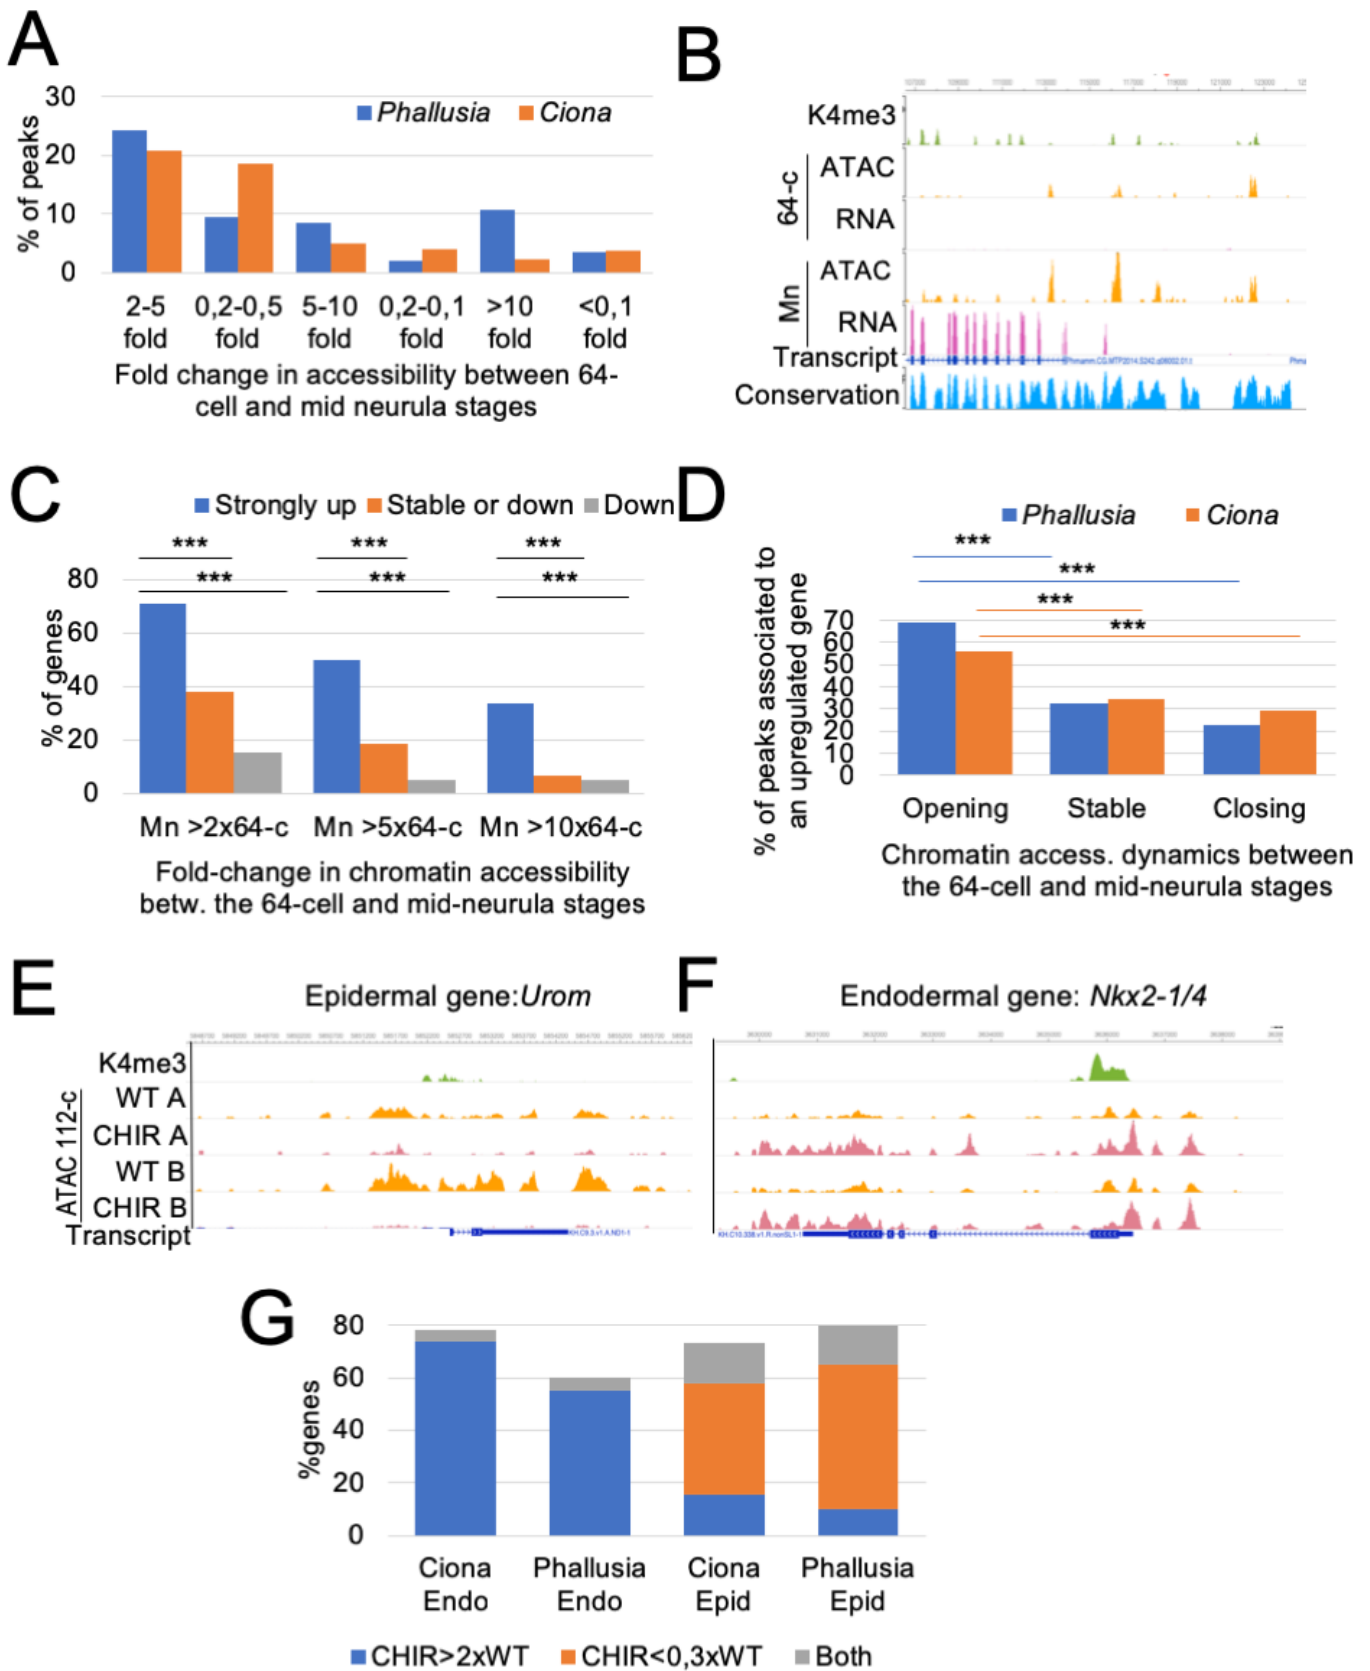 A
30
20
10
0
% of peaks
Phallusia
Ciona
2-5
fold
0,2-0,5
fold
5-10
fold
0,2-0,1
fold
>10
fold
<0,1
fold
Fold change in accessibility between 64-
cell and mid neurula stages
B
K4me3
64-c
ATAC
RNA
Mn
ATAC
RNA
Transcript
Conservation
C
Strongly up
Stable or down
Down
***
***
***
***
***
***
80
60
40
20
0
% of genes
Mn >2x64-c
Mn >5x64-c
Mn >10x64-c
Fold-change in chromatin accessibility
betw. the 64-cell and mid-neurula stages
D
Phallusia
Ciona
***
***
***
***
% of peaks associated to
an upregulated gene
70
60
50
40
30
20
10
0
Opening
Stable
Closing
Chromatin access. dynamics between
the 64-cell and mid-neurula stages
E
Epidermal gene:Urom
K4me3
ATAC 112-c
WT A
CHIR A
WT B
CHIR B
Transcript
F
Endodermal gene: Nkx2-1/4
G
80
60
40
20
0
%genes
Ciona
Endo
Phallusia
Endo
Ciona
Epid
Phallusia
Epid
CHIR>2xWT
CHIR<0,3xWT
Both